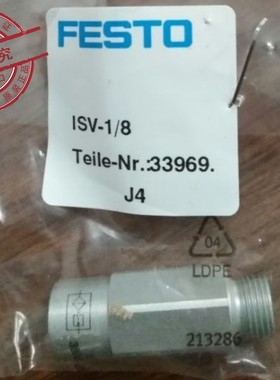 FESTO
ISV-1/8
Teile-Nr.:33969.
J4
04
LDPE
213286